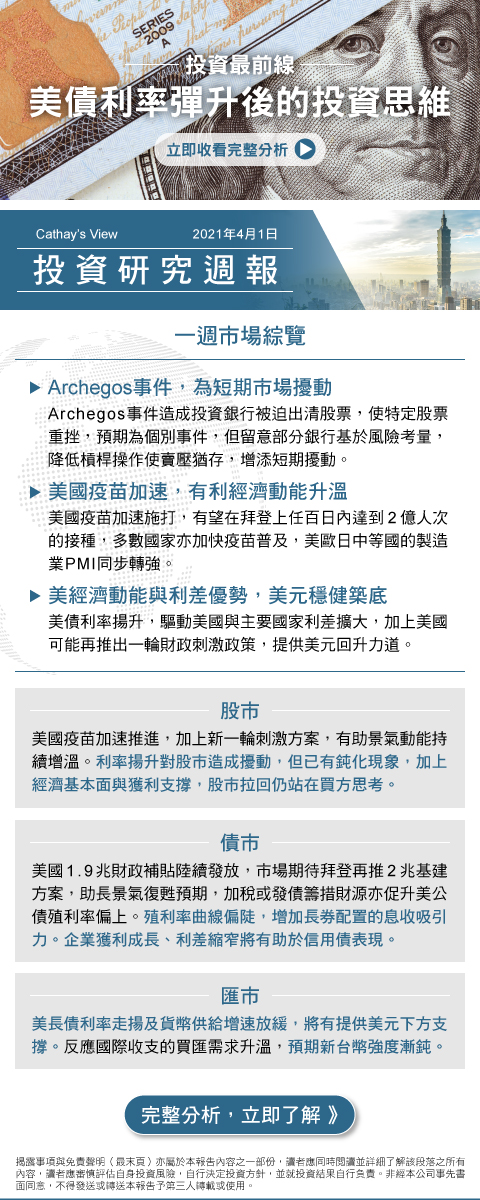 SERIES
2009
A
投資最前線
美債利率彈升後的投資思維
立即收看完整分析
Cathay's View 2021年4月1日
投資研究週報
一週市場綜覽
Archegos事件，為短期市場擾動
Archegos事件造成投資銀行被迫出清股票，使特定股票
重挫，預期為個別事件，但留意部分銀行基於風險考量，
降低槓桿操作使賣壓猶存，增添短期擾動。
美國疫苗加速，有利經濟動能升溫
美國疫苗加速施打，有望在拜登上任百日內達到2億人次
的接種，多數國家亦加快疫苗普及，美歐日中等國的製造
業PMI同步轉強。
美經濟動能與利差優勢，美元穩健築底
美債利率揚升，驅動美國與主要國家利差擴大，加上美國
可能再推出一輪財政刺激政策，提供美元回升力道。
股市
美國疫苗加速推進，加上新一輪刺激方案，有助景氣動能持
續增溫。利率揚升對股市造成擾動，但已有鈍化現象，加上
經濟基本面與獲利支撐，股市拉回仍站在買方思考。
債市
美國1.9兆財政補貼陸續發放，市場期待拜登再推2兆基建
方案，助長景氣復甦預期，加稅或發債籌措財源亦促升美公
債殖利率偏上。殖利率曲線偏陡，增加長券配置的息收吸引
力。企業獲利成長、利差縮窄將有助於信用債表現。
匯市
美長債利率走揚及貨幣供給增速放緩，將有提供美元下方支
撐。反應國際收支的買匯需求升溫，預期新台幣強度漸鈍。
完整分析，立即了解 》
揭露事項與免責聲明（最末頁）亦屬於本報告內容之一部份，讀者應同時閱讀並詳細了解該段落之所有
內容，讀者應審慎評估自身投資風險，自行決定投資方針，並就投資結果自行負責。非經本公司事先書
面同意，不得發送或轉送本報告予第三人轉載或使用。